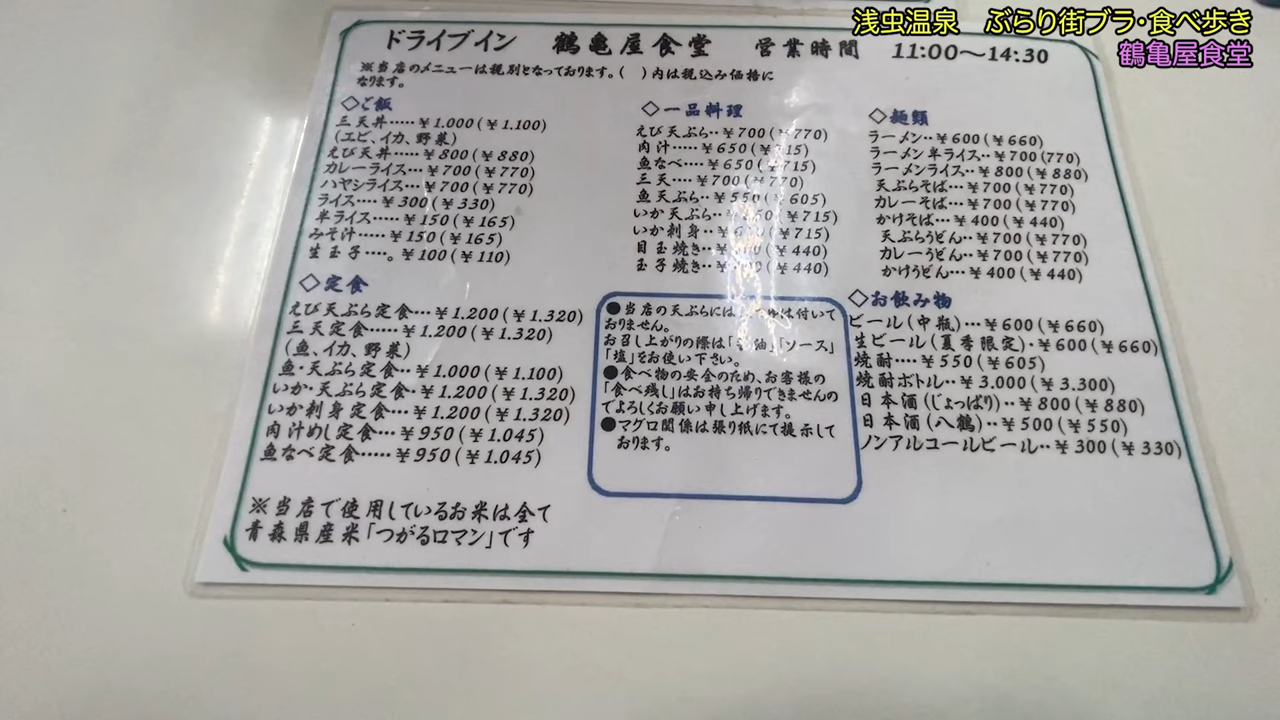 浅虫温泉　ぶらり街ブラ・食べ歩き
鶴亀屋食堂
ドライブイン　鶴亀屋食堂　営業時間　11:00〜14:30
※当店のメニューは税別となっております。(　)内は税込み価格に
なります。
◇ご飯
三天丼‥‥‥¥1.000(¥1.100)
(エビ、イカ、野菜)
えび天丼‥‥¥800(¥880)
カレーライス‥‥¥700(¥770)
ハヤシライス‥‥¥700(¥770)
ライス‥‥¥300(¥330)
半ライス‥‥¥150(¥165)
みそ汁‥‥‥¥150(¥165)
生玉子‥‥。¥100(¥110)
◇定食
えび天ぷら定食‥‥¥1.200(¥1.320)
三天定食‥‥‥¥1.200(¥1.320)
(魚、イカ、野菜)
魚・天ぷら定食‥‥¥1.000(¥1.100)
いか・天ぷら定食・¥1.200(¥1.320)
いか刺身定食‥‥¥1.200(¥1.320)
肉汁めし定食‥‥¥950(¥1.045)
魚なべ定食‥‥‥¥950(¥1.045)
※当店で使用しているお米は全て
青森県産米「つがるロマン」です
◇一品料理
えび天ぷら‥¥700(¥770)
肉汁‥‥‥¥650(¥715)
魚なべ‥‥¥650(¥715)
三天‥‥¥700(¥770)
魚天ぷら‥‥¥550(¥605)
いか天ぷら‥(¥715)
いか刺身‥(¥715)
目玉焼き‥(¥440)
玉子焼き‥(¥440)
●当店の天ぷらには は付いて
おりません。
お召し上がりの際は「 油」「ソース」
「塩」をお使い下さい。
●食べ物の安全のため、お客様の
「食べ残し」はお持ち帰りできませんの
でよろしくお願い申し上げます。
●マグロ関係は張り紙にて提示して
おります。
◇麺類
ラーメン‥¥600(¥660)
ラーメン半ライス‥¥700(770)
ラーメンライス‥¥800(¥880)
天ぷらそば‥¥700(¥770)
カレーそば‥¥700(¥770)
かけそば‥¥400(¥440)
天ぷらうどん‥¥700(¥770)
カレーうどん‥¥700(¥770)
かけうどん‥¥400(¥440)
◇お飲み物
ビール(中瓶)‥‥¥600(¥660)
生ビール(夏季限定)・¥600(¥660)
焼酎‥‥¥550(¥605)
焼酎ボトル‥¥3.000(¥3.300)
日本酒(じょっぱり)‥¥800(¥880)
日本酒(八鶴)‥¥500(¥550)
ノンアルコールビール‥¥300(¥330)